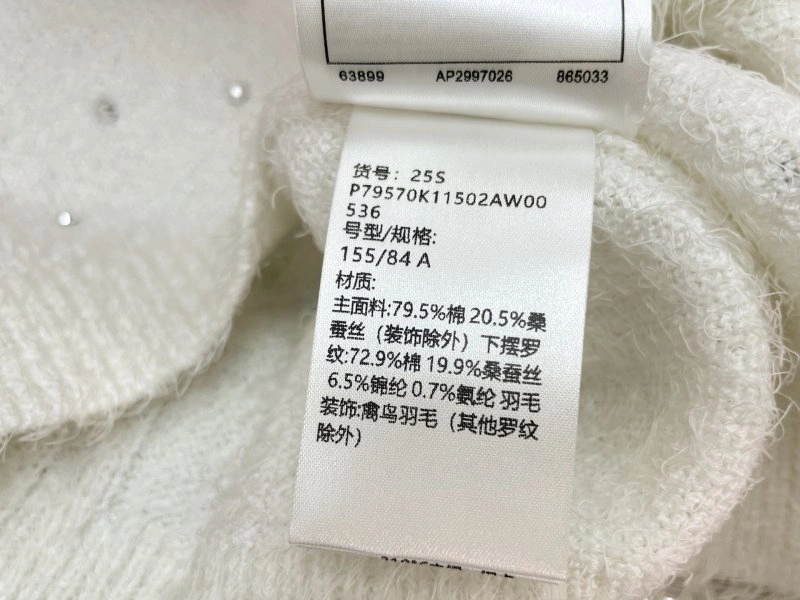 63899 AP2997026 865033
货号：25S
P79570K11502AW00
536
号型/规格:
155/84 A
材质:
主面料:79.5%棉 20.5%桑
蚕丝（装饰除外）下摆罗
纹:72.9%棉 19.9%桑蚕丝
6.5%锦纶 0.7%氨纶 羽毛
装饰:禽鸟羽毛（其他罗纹
除外）